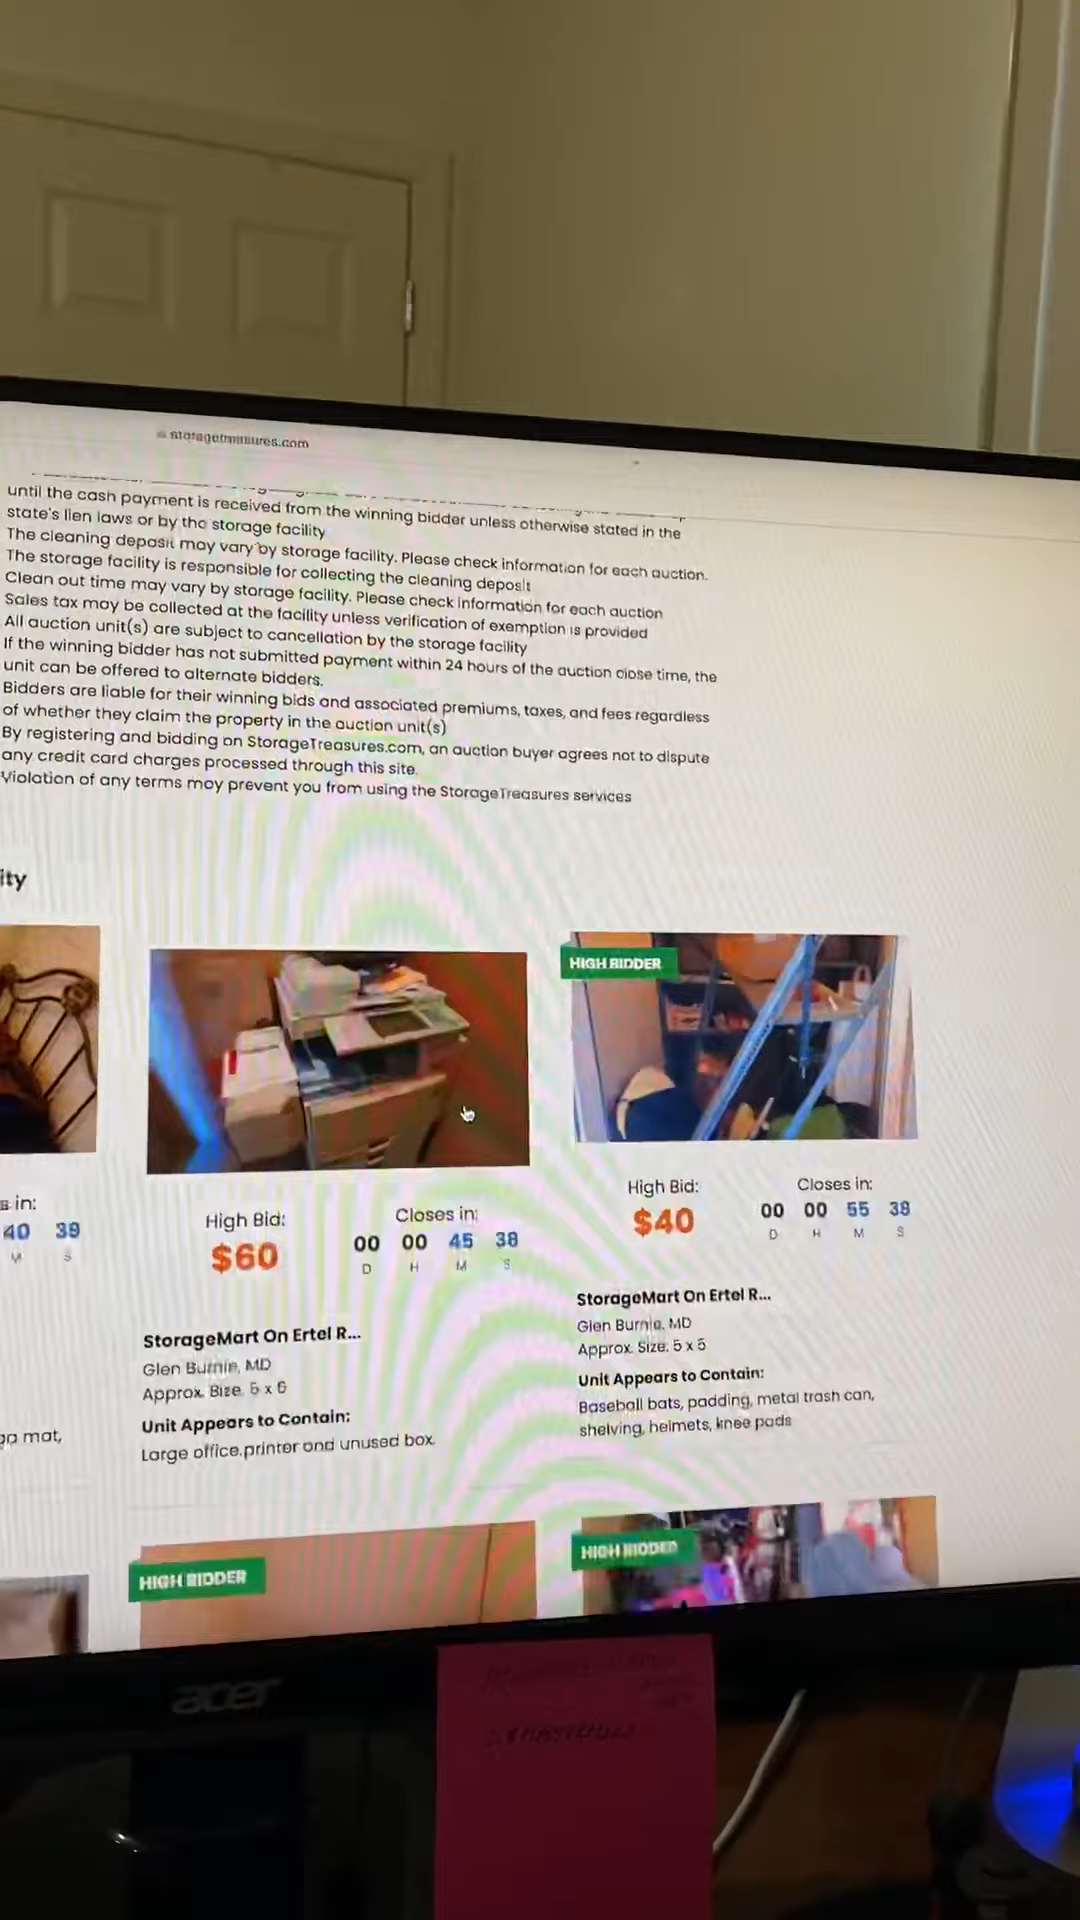 storagetreasures.com
until the cash payment is received from the winning bidder unless otherwise stated in the
state's lien laws or by the storage facility
The cleaning deposit may vary by storage facility. Please check information for each auction.
The storage facility is responsible for collecting the cleaning deposit
Clean out time may vary by storage facility. Please check information for each auction
Sales tax may be collected at the facility unless verification of exemption is provided
All auction unit(s) are subject to cancellation by the storage facility
If the winning bidder has not submitted payment within 24 hours of the auction close time, the
unit can be offered to alternate bidders.
Bidders are liable for their winning bids and associated premiums, taxes, and fees regardless
of whether they claim the property in the auction unit(s)
By registering and bidding on StorageTreasures.com, an auction buyer agrees not to dispute
any credit card charges processed through this site.
Violation of any terms may prevent you from using the StorageTreasures services
ity
in:
40 38
M S
mat,
High Bid:
$60
Closes in:
00 00 45 38
D H M S
StorageMart On Ertel R...
Glen Burnie, MD
Approx. Size: 5 x
Unit Appears to Contain:
Large office printer and unused box
HIGH BIDDER
High Bid:
$40
Closes in:
00 00 55 38
D H M S
StorageMart On Ertel R...
Glen Burnie, MD
Approx. Size: 5 x 5
Unit Appears to Contain:
Baseball bats, padding, metal trash can,
shelving, helmets, knee pads
HIGH BIDDER
HIGH BIDDER
acer